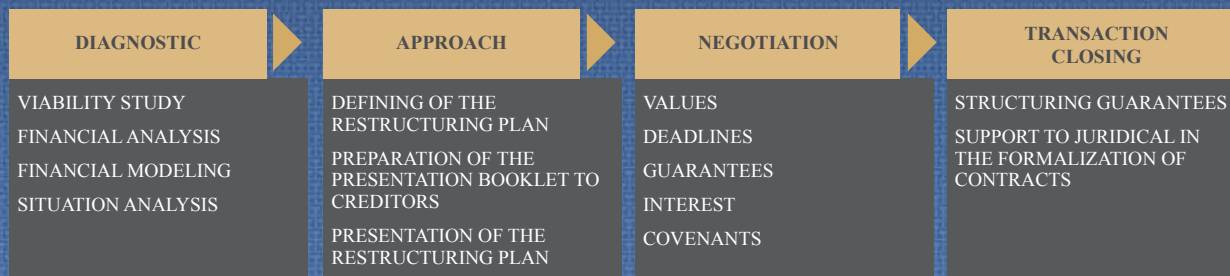 DIAGNOSTIC
VIABILITY STUDY
FINANCIAL ANALYSIS
FINANCIAL MODELING
SITUATION ANALYSIS
APPROACH
DEFINING OF THE
RESTRUCTURING PLAN
PREPARATION OF THE
PRESENTATION BOOKLET TO
CREDITORS
PRESENTATION OF THE
RESTRUCTURING PLAN
NEGOTIATION
VALUES
DEADLINES
GUARANTEES
INTEREST
COVENANTS
TRANSACTION
CLOSING
STRUCTURING GUARANTEES
SUPPORT TO JURIDICAL IN
THE FORMALIZATION OF
CONTRACTS